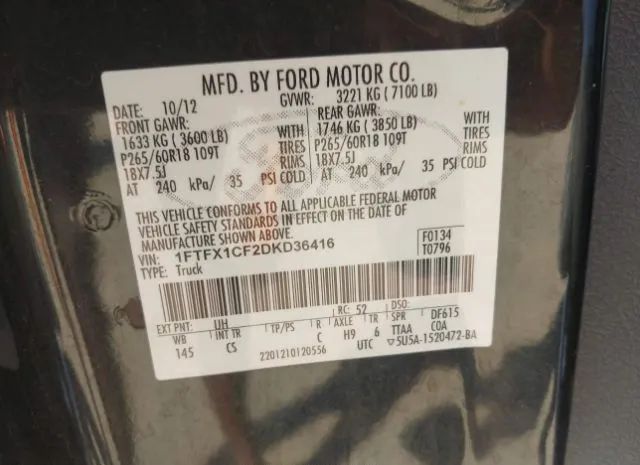 MFD. BY FORD MOTOR CO.
DATE: 10/12 GVWR: 3221 KG ( 7100 LB)
FRONT GAWR: REAR GAWR:
1633 KG ( 3600 LB) WITH 1746 KG ( 3850 LB) WITH
P265/60R18 109T TIRES P265/60R18 109T TIRES
18X7.5J RIMS 18X7.5J RIMS
AT 240 kPa/ 35 PSI COLD AT 240 kPa/ 35 PSI COLD
THIS VEHICLE CONFORMS TO ALL APPLICABLE FEDERAL MOTOR
VEHICLE SAFETY STANDARDS IN EFFECT ON THE DATE OF
MANUFACTURE SHOWN ABOVE.
VIN: 1FTFX1CF2DKD36416 F0134
TYPE: Truck T0796
EXT PNT: UH RC: 52 DSO:
WB INT TR TP/PS R AXLE TR SPR DF615
145 CS C H9 6 TTAA COA
2201210120556 UTC ▽5U5A-1520472-BA